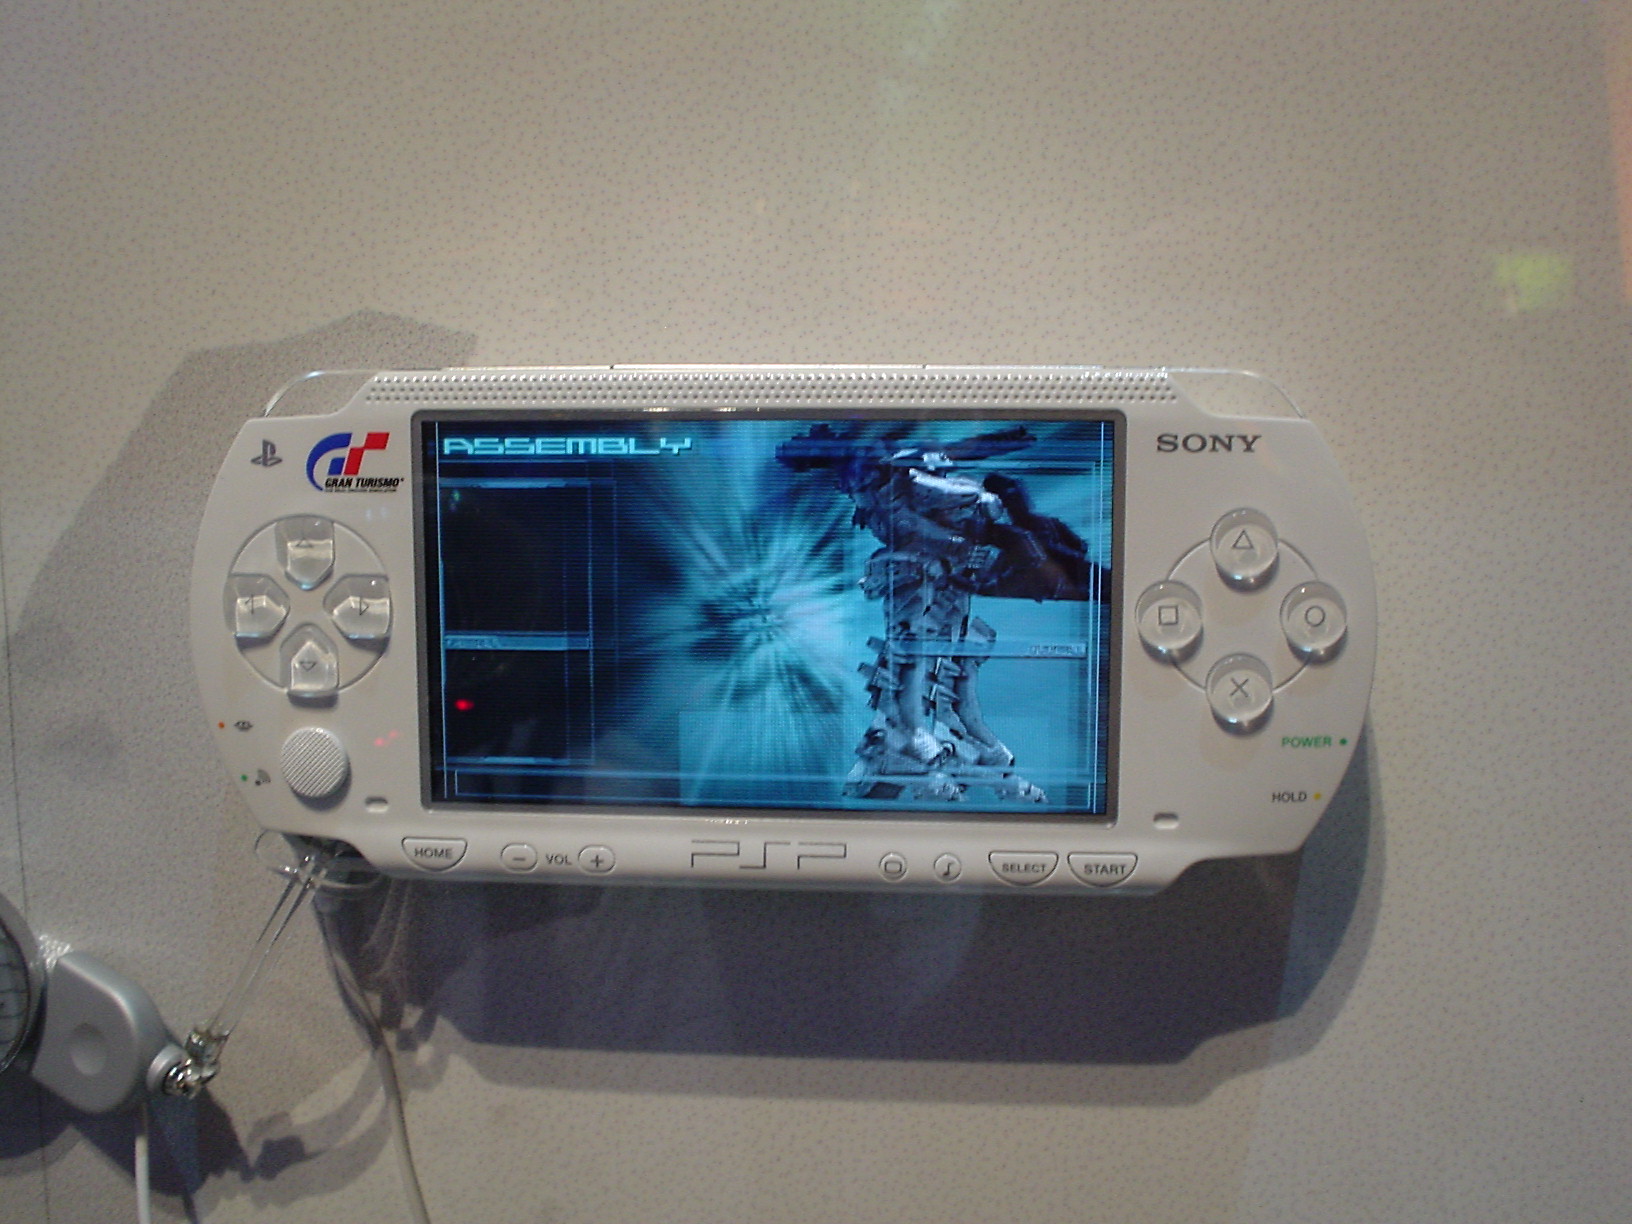 ASSEMBLY
SONY
GRAN TURISMO
POWER
HOLD
HOME
VOL
PSP
SELECT
START